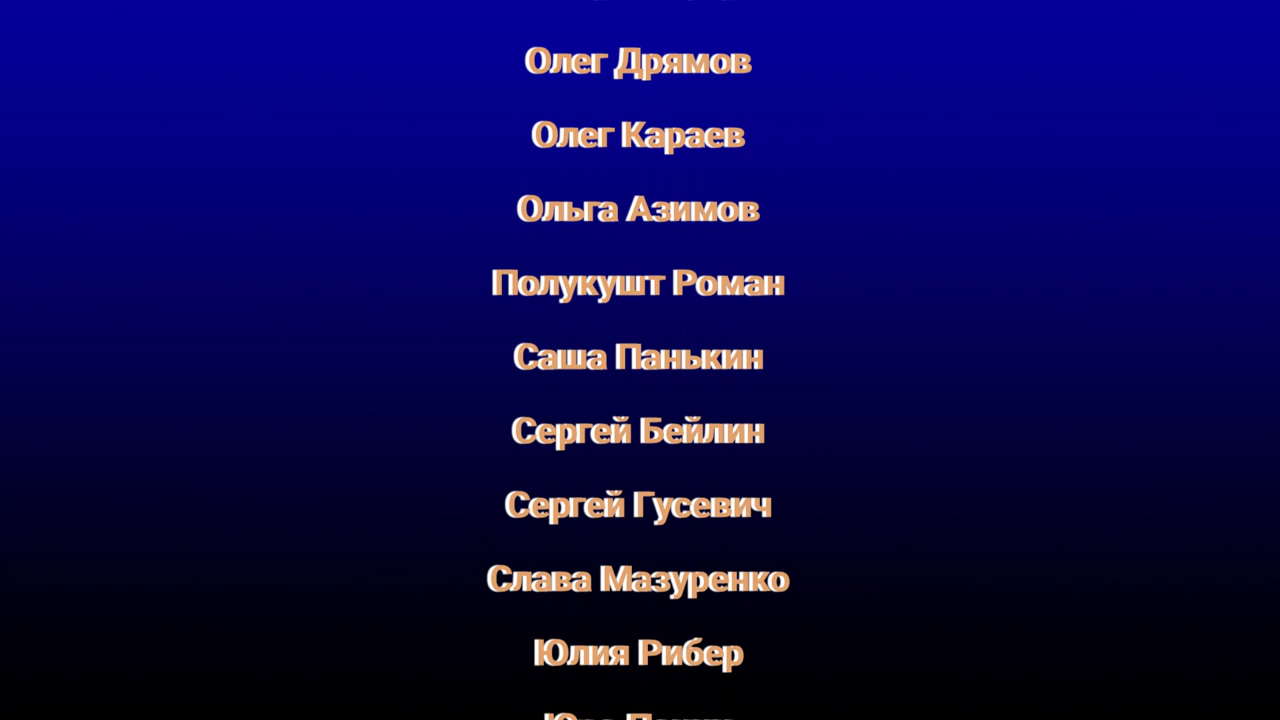 Олег Дрямов
Олег Караев
Ольга Азимов
Полукушт Роман
Саша Панькин
Сергей Бейлин
Сергей Гусевич
Слава Мазуренко
Юлия Рибер